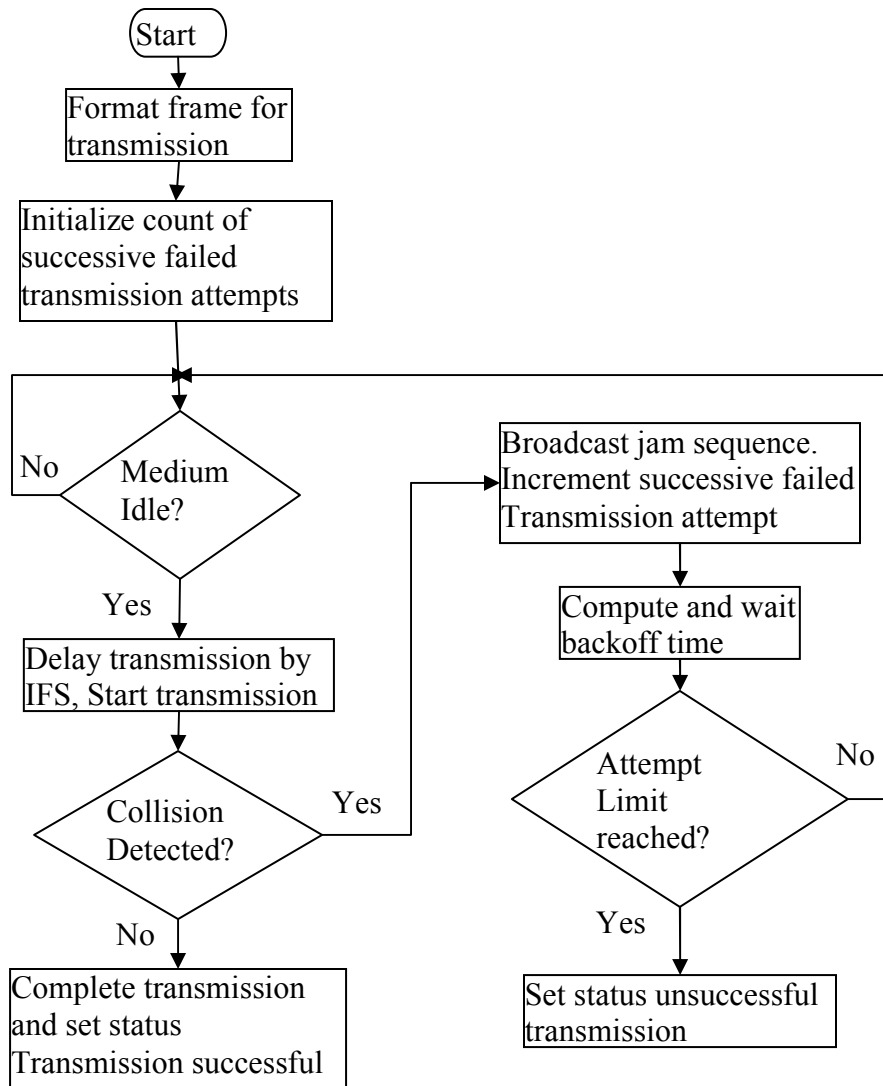 Start
Format frame for
transmission
Initialize count of
successive failed
transmission attempts
No
Medium
Idle?
Yes
Delay transmission by
IFS, Start transmission
Collision
Detected?
Yes
No
Complete transmission
and set status
Transmission successful
Broadcast jam sequence.
Increment successive failed
Transmission attempt
Compute and wait
backoff time
Attempt
Limit
reached?
No
Yes
Set status unsuccessful
transmission